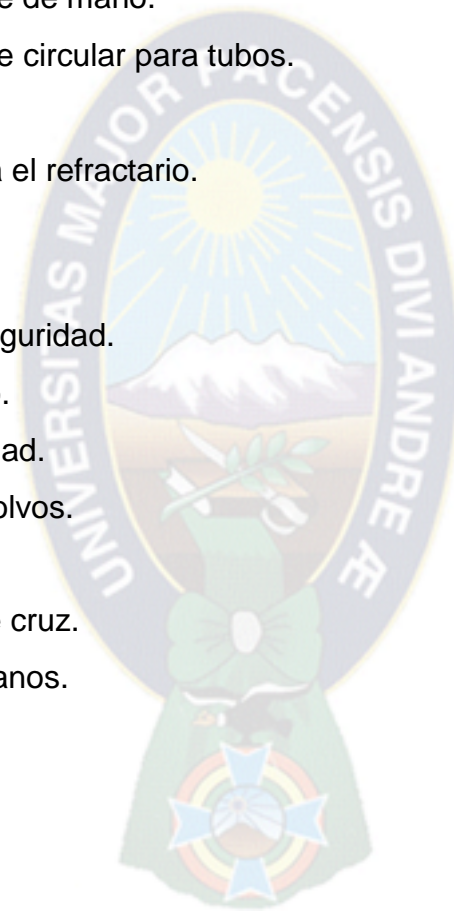 de mano.
circular para tubos.
el refractario.
guridad.
.
ad.
olvos.
cruz.
anos.
UNIVERSITAS MAJOR PACENSIS DIVI ANDRE Æ